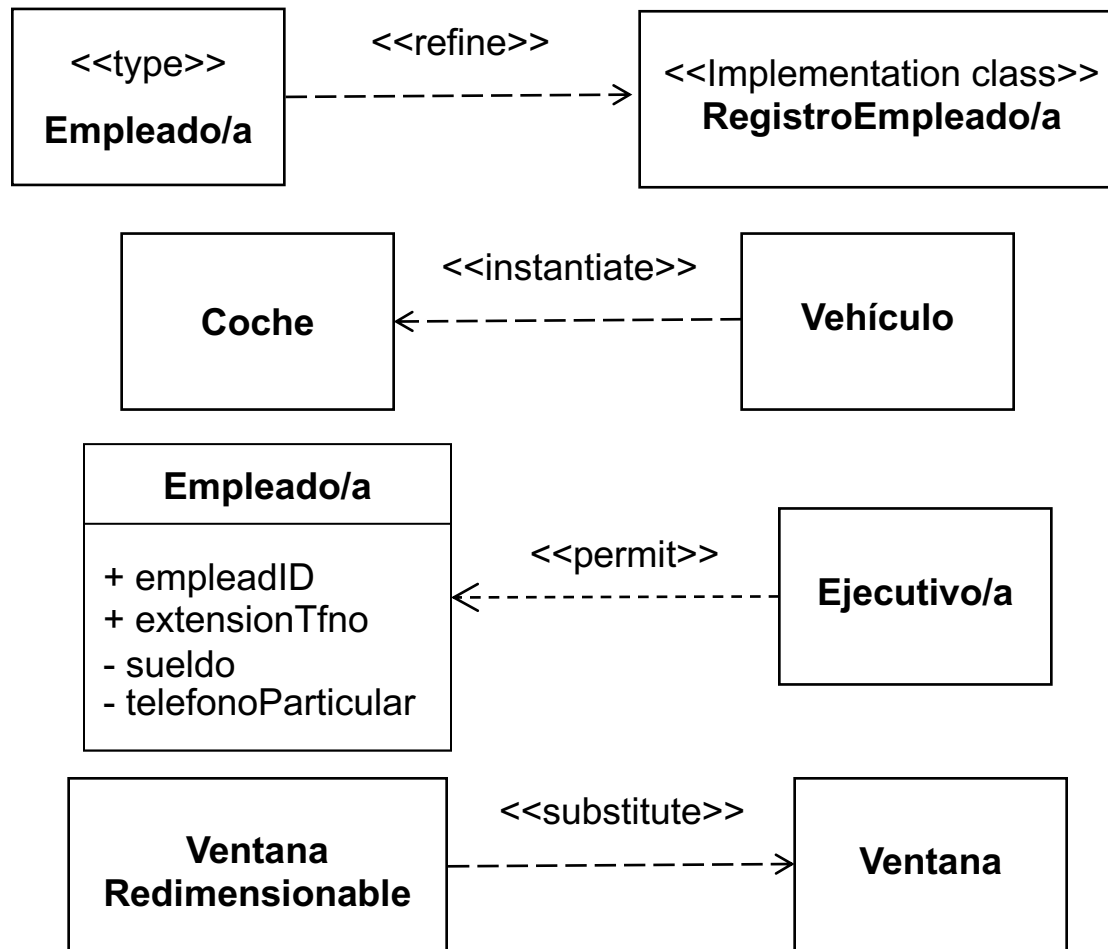 <<type>>
Empleado/a
<<refine>>
<<Implementation class>>
RegistroEmpleado/a
Coche
<<instantiate>>
Vehículo
Empleado/a
+ empleadID
+ extensionTfno
- sueldo
- telefonoParticular
<<permit>>
Ejecutivo/a
Ventana
Redimensionable
<<substitute>>
Ventana